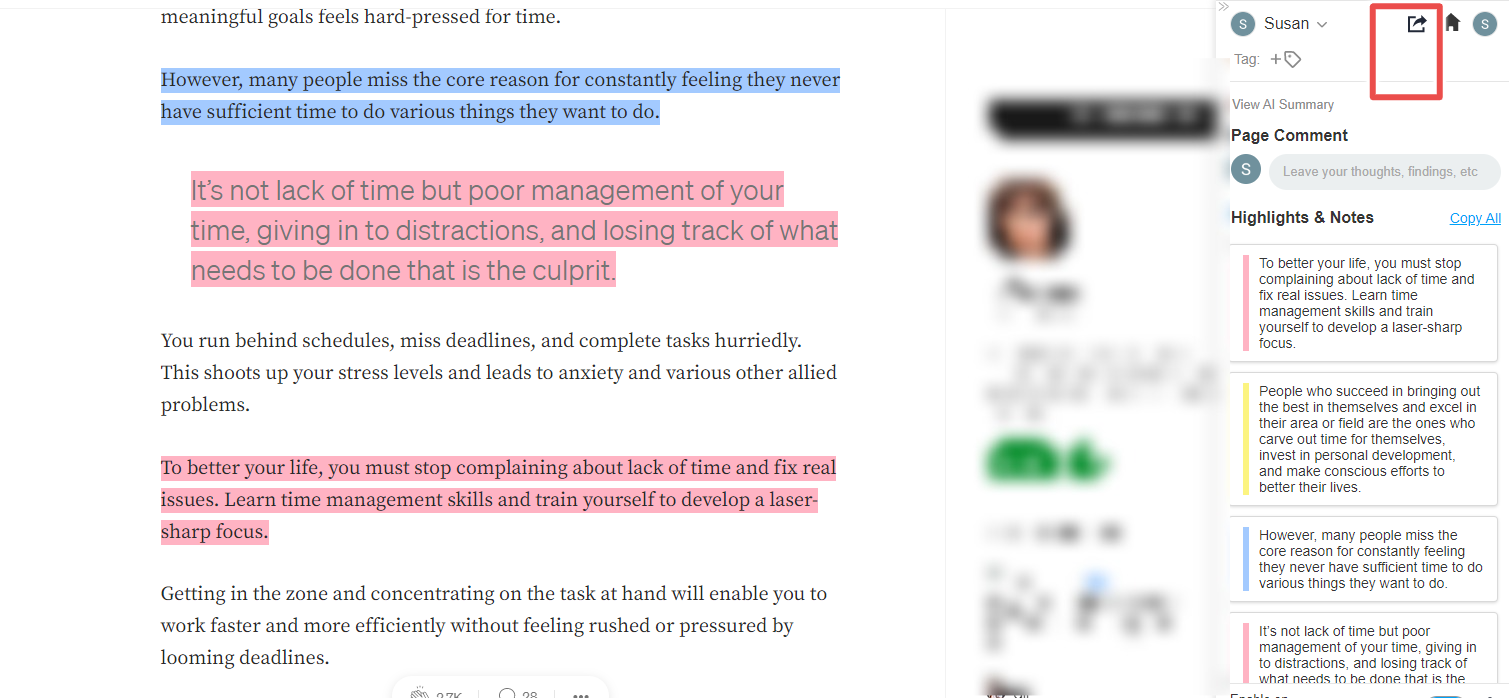 meaningful goals feels hard-pressed for time.
However, many people miss the core reason for constantly feeling they never
have sufficient time to do various things they want to do.
It’s not lack of time but poor management of your
time, giving in to distractions, and losing track of what
needs to be done that is the culprit.
You run behind schedules, miss deadlines, and complete tasks hurriedly.
This shoots up your stress levels and leads to anxiety and various other allied
problems.
To better your life, you must stop complaining about lack of time and fix real
issues. Learn time management skills and train yourself to develop a laser-
sharp focus.
Getting in the zone and concentrating on the task at hand will enable you to
work faster and more efficiently without feeling rushed or pressured by
looming deadlines.
2.7K
28
S
Susan
S
Tag:
View AI Summary
Page Comment
S
Leave your thoughts, findings, etc
Highlights & Notes
Copy All
To better your life, you must stop
complaining about lack of time and
fix real issues. Learn time
management skills and train
yourself to develop a laser-sharp
focus.
People who succeed in bringing out
the best in themselves and excel in
their area or field are the ones who
carve out time for themselves,
invest in personal development,
and make conscious efforts to
better their lives.
However, many people miss the
core reason for constantly feeling
they never have sufficient time to do
various things they want to do.
It’s not lack of time but poor
management of your time, giving in
to distractions, and losing track of
what needs to be done that is the
Enable on